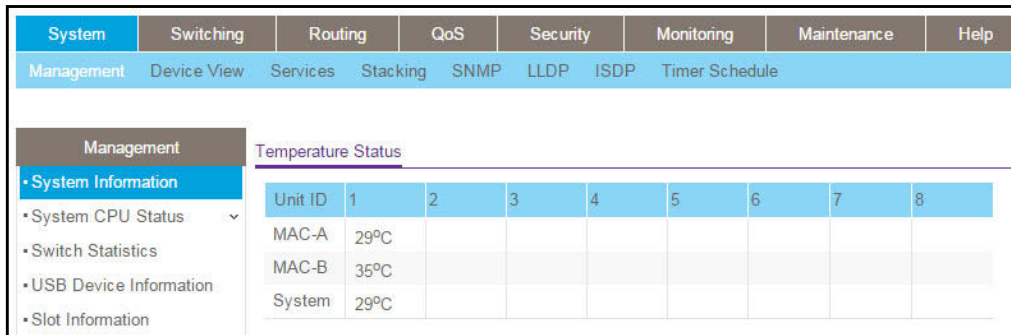 System Switching Routing QoS Security Monitoring Maintenance Help
Management Device View Services Stacking SNMP LLDP ISDP Timer Schedule
Management
System Information
System CPU Status
Switch Statistics
USB Device Information
Slot Information
Temperature Status
Unit ID 1 2 3 4 5 6 7 8
MAC-A 29ºC
MAC-B 35ºC
System 29ºC